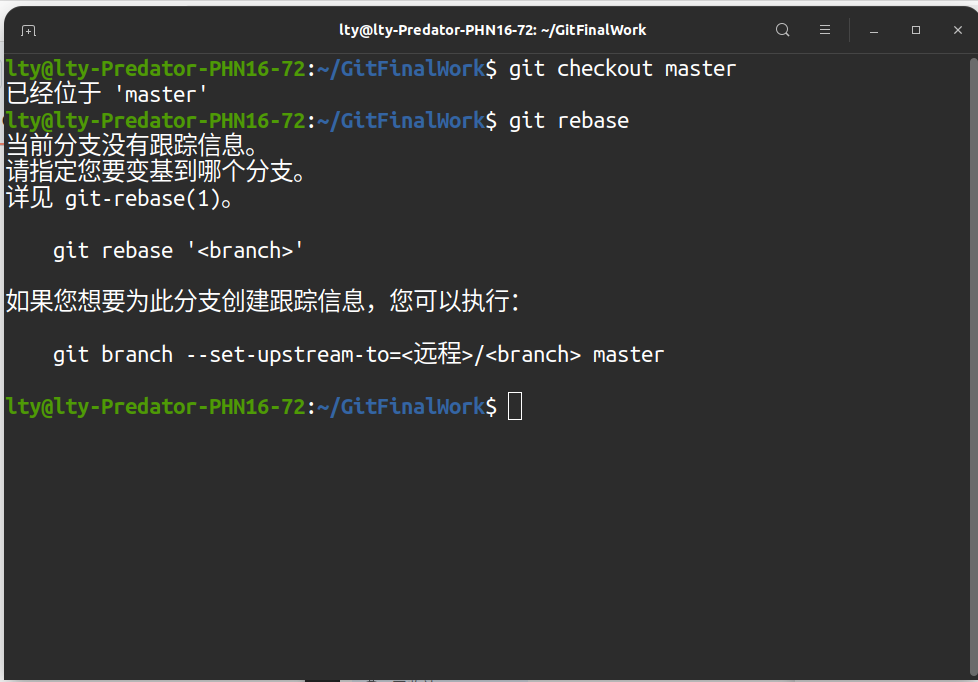 lty@lty-Predator-PHN16-72: ~/GitFinalWork
lty@lty-Predator-PHN16-72:~/GitFinalWork$ git checkout master
已经位于 'master'
lty@lty-Predator-PHN16-72:~/GitFinalWork$ git rebase
当前分支没有跟踪信息。
请指定您要变基到哪个分支。
详见 git-rebase(1)。
git rebase '<branch>'
如果您想要为此分支创建跟踪信息，您可以执行：
git branch --set-upstream-to=<远程>/<branch> master
lty@lty-Predator-PHN16-72:~/GitFinalWork$